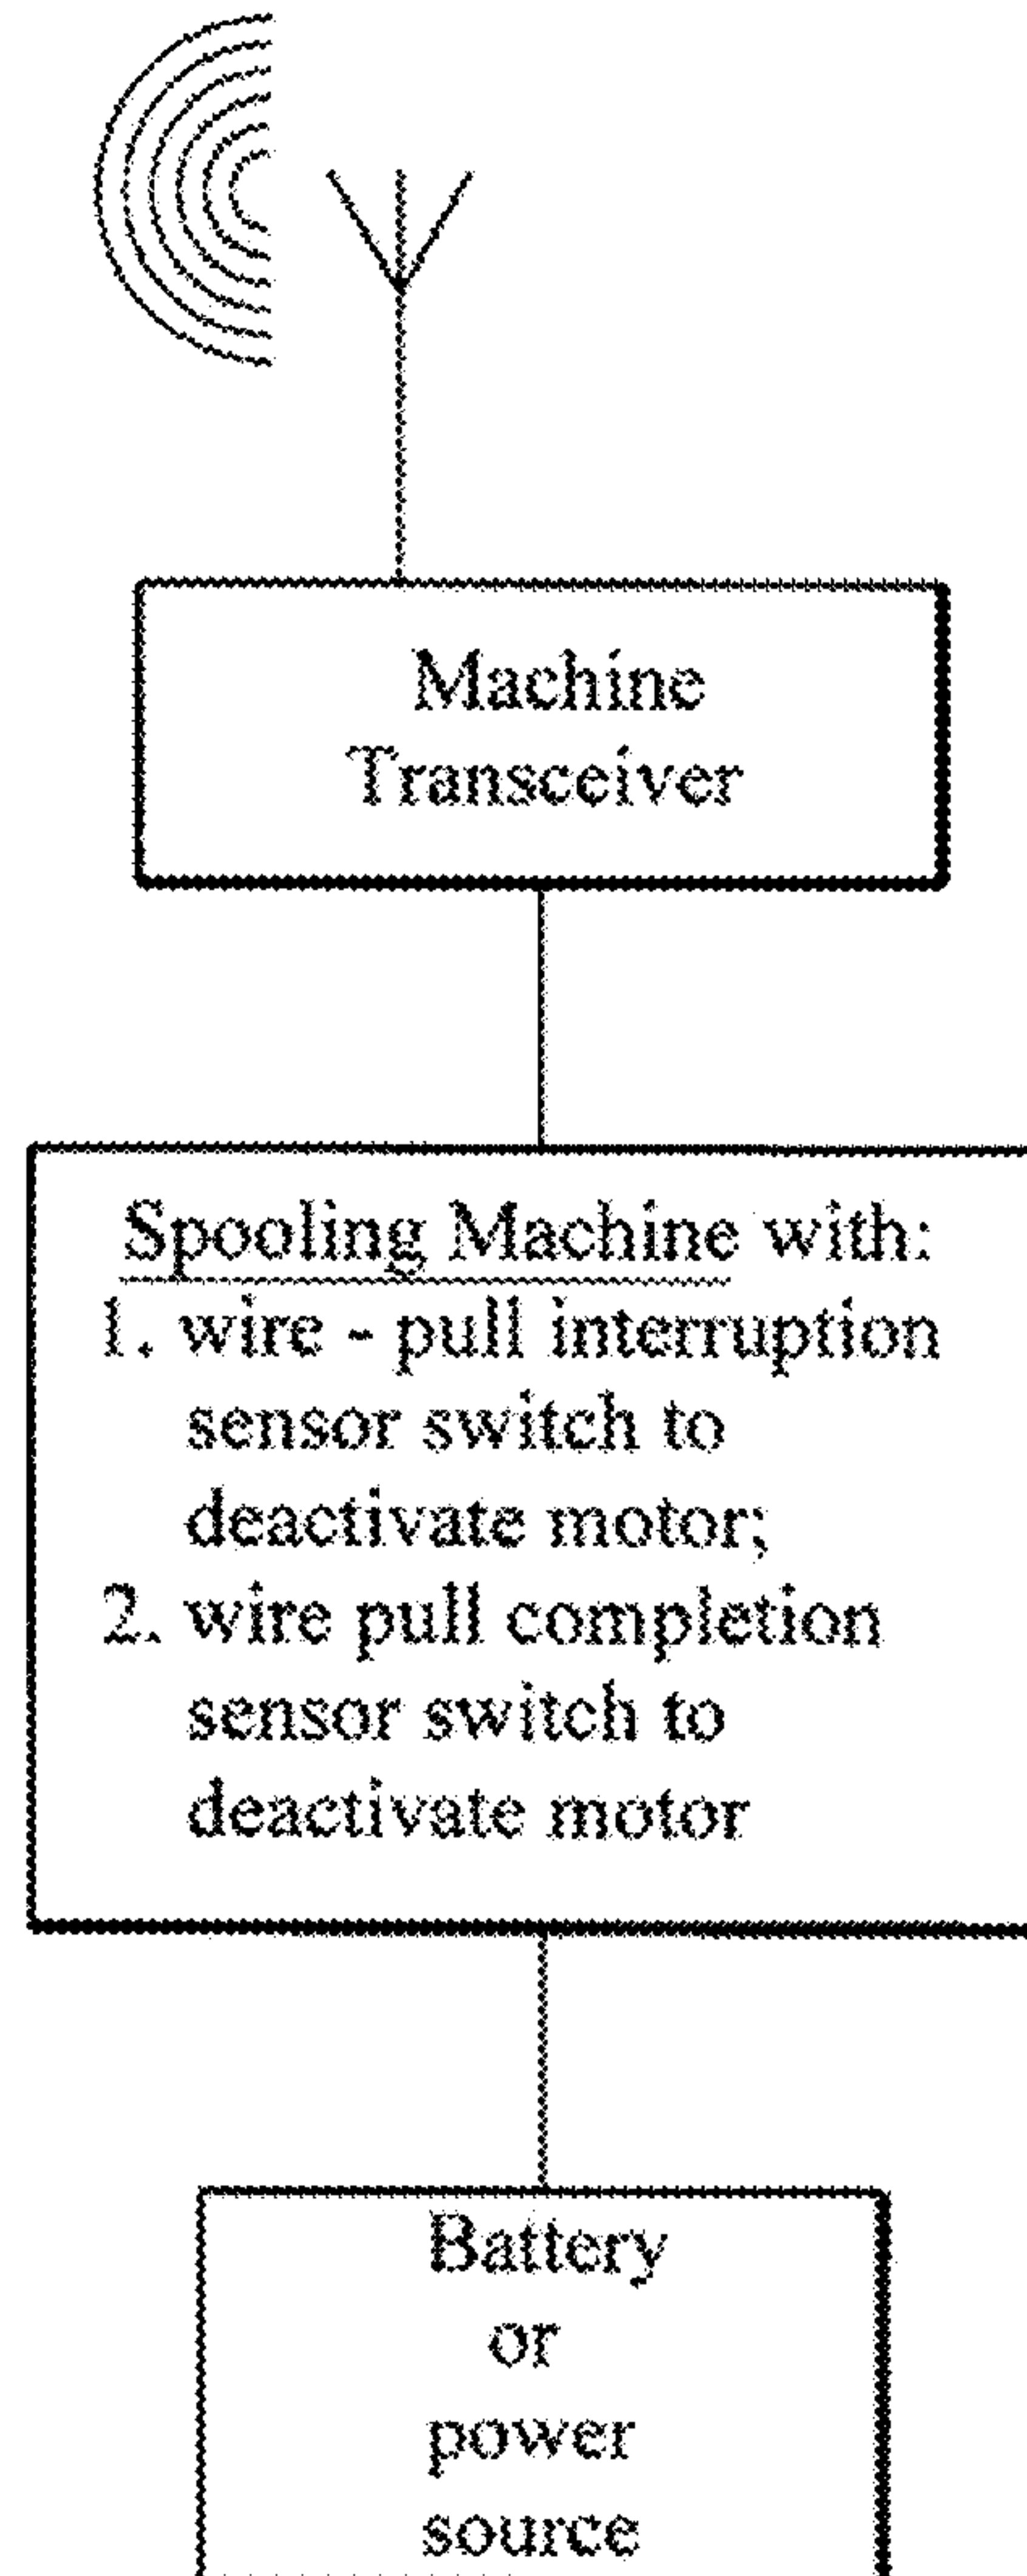 Machine
Transceiver
Spooling Machine with:
1. wire - pull interruption
sensor switch to
deactivate motor;
2. wire pull completion
sensor switch to
deactivate motor
Battery
or
power
source